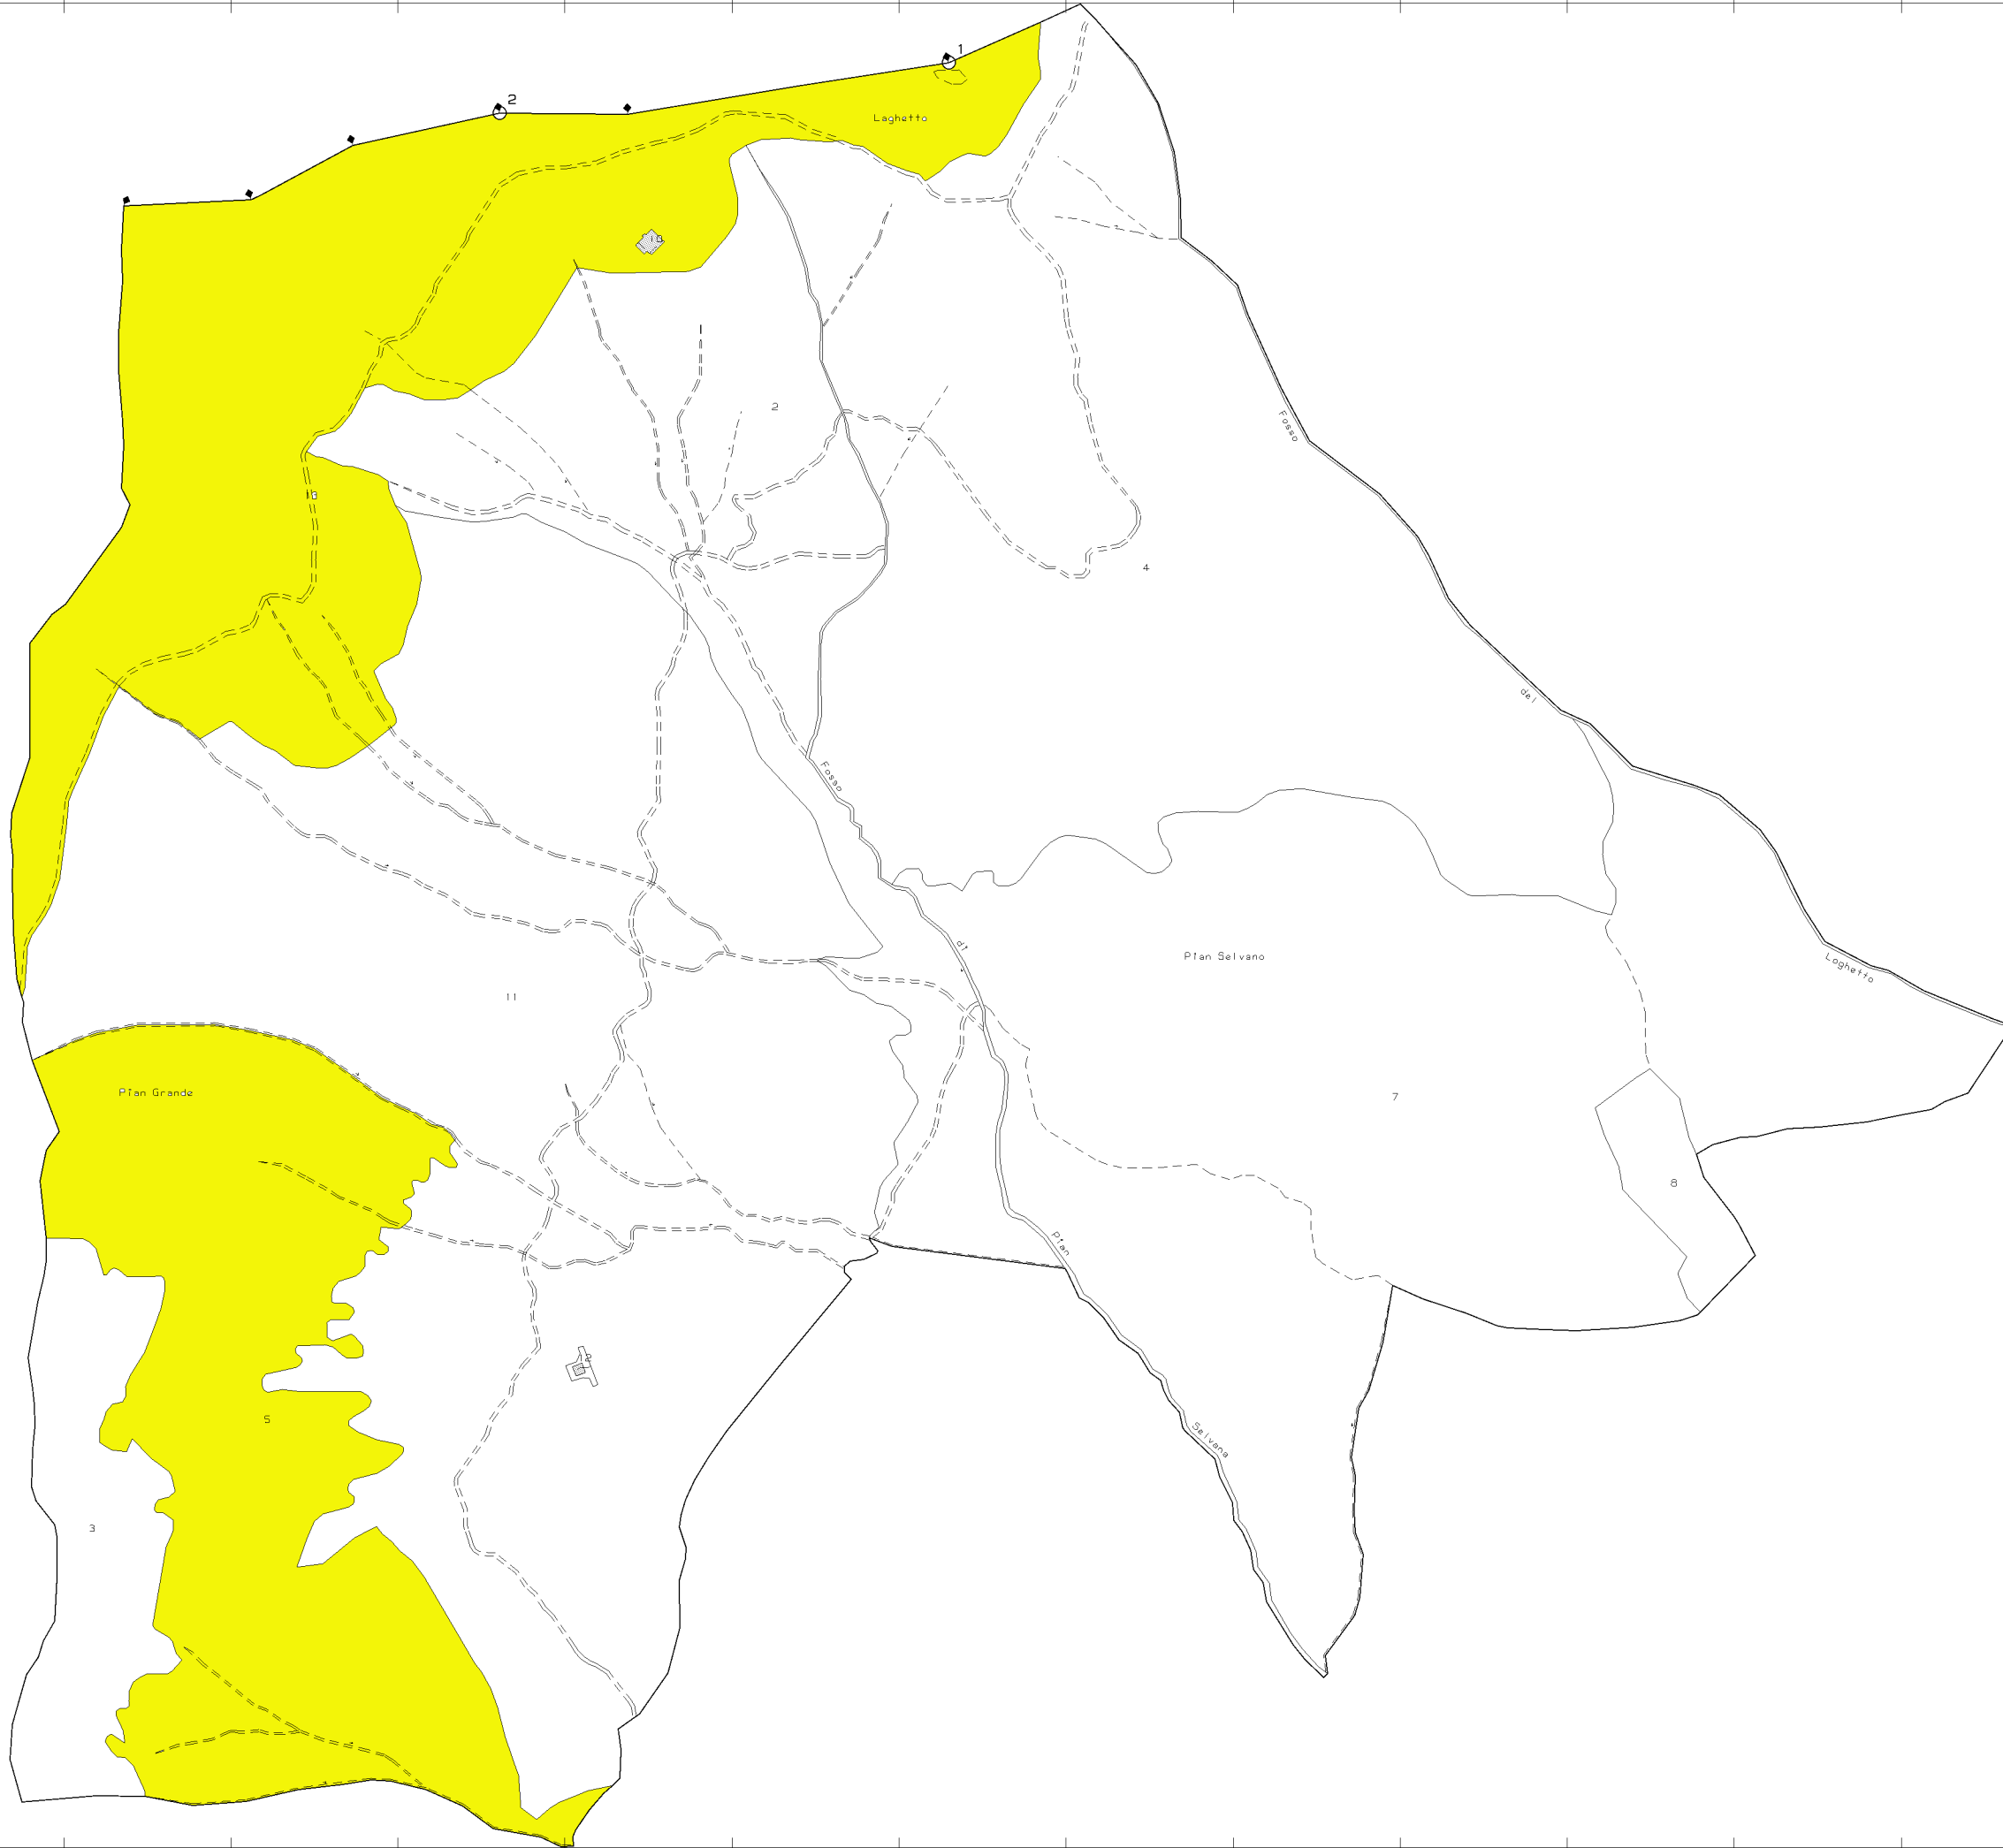 1
2
Laghetto
2
Fosso
4
del
Fosso
di
Pian Selvano
Laghetto
11
Pian Grande
7
8
Pian
12
5
Selvana
3